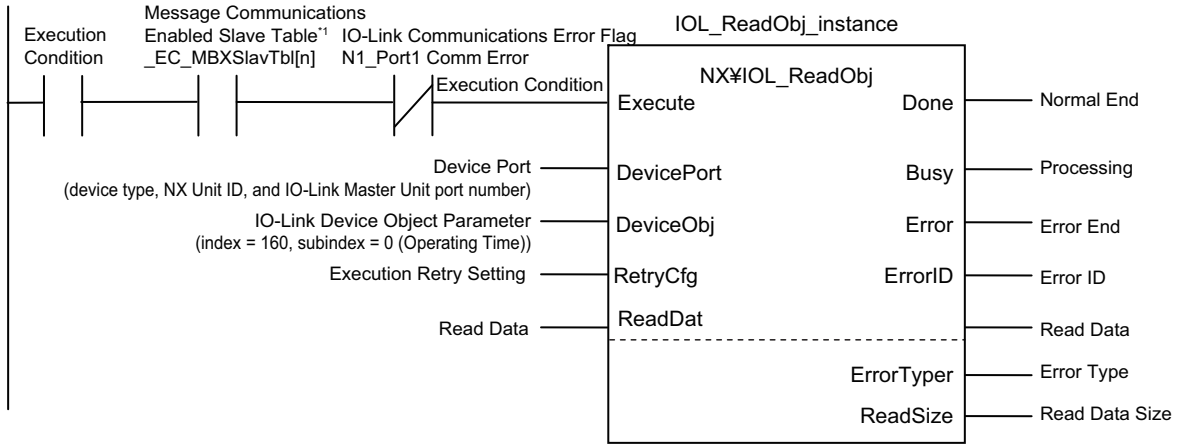 Message Communications
Execution Enabled Slave Table*1 IO-Link Communications Error Flag
Condition _EC_MBXSlavTbl[n] N1_Port1 Comm Error
IOL_ReadObj_instance
NX¥IOL_ReadObj
Execution Condition Execute Done Normal End
Device Port DevicePort Busy Processing
(device type, NX Unit ID, and IO-Link Master Unit port number)
IO-Link Device Object Parameter DeviceObj Error Error End
(index = 160, subindex = 0 (Operating Time))
Execution Retry Setting RetryCfg ErrorID Error ID
Read Data ReadDat Read Data
ErrorTyper Error Type
ReadSize Read Data Size